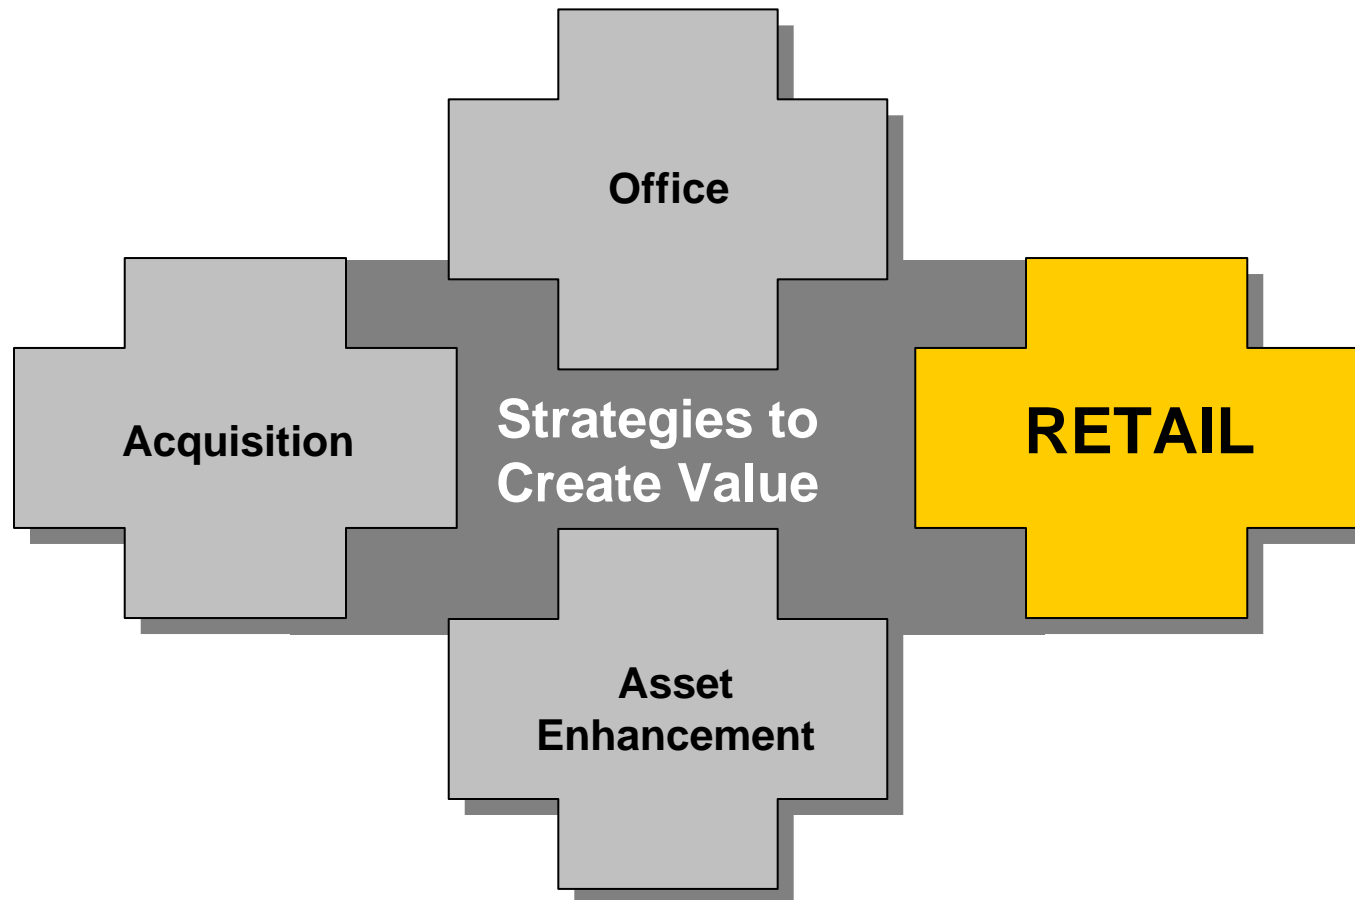 Office
Acquisition
Strategies to
Create Value
RETAIL
Asset
Enhancement